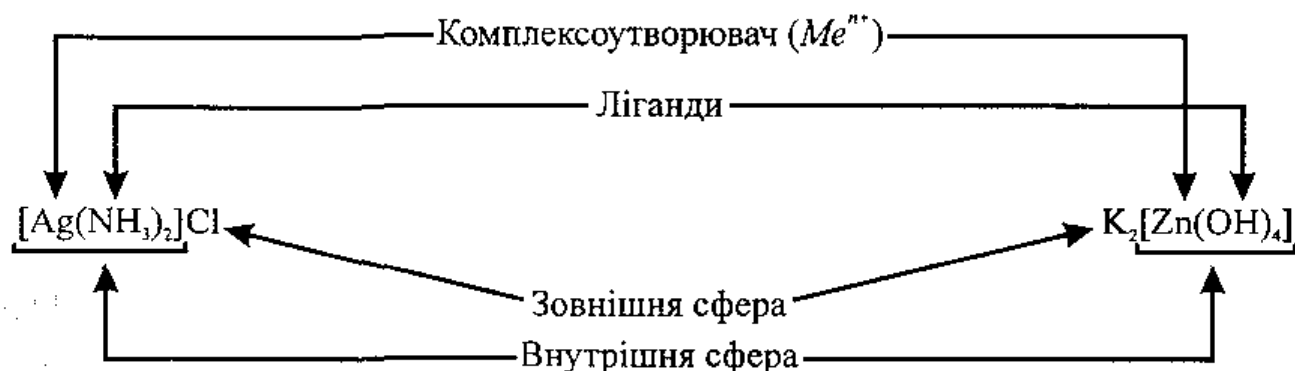 Комплексоутворювач (Meⁿ⁺)
Ліганди
[Ag(NH₃)₂]Cl
K₂[Zn(OH)₄]
Зовнішня сфера
Внутрішня сфера